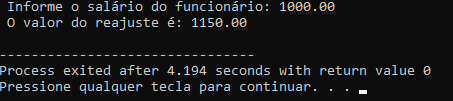 Informe o salário do funcionário: 1000.00
O valor do reajuste é: 1150.00
--------------------------------
Process exited after 4.194 seconds with return value 0
Pressione qualquer tecla para continuar. . .